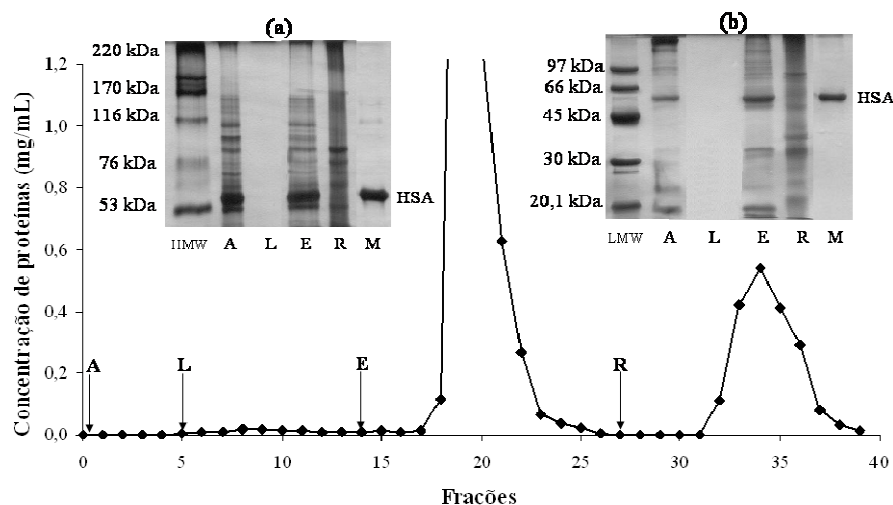 (a)
220 kDa
170 kDa
116 kDa
76 kDa
53 kDa
HSA
HMW A L E R M
(b)
97 kDa
66 kDa
45 kDa
30 kDa
20,1 kDa
HSA
LMW A L E R M
Concentração de proteínas (mg/mL)
1,2
1,0
0,8
0,6
0,4
0,2
0,0
A
L
E
R
0 5 10 15 20 25 30 35 40
Frações